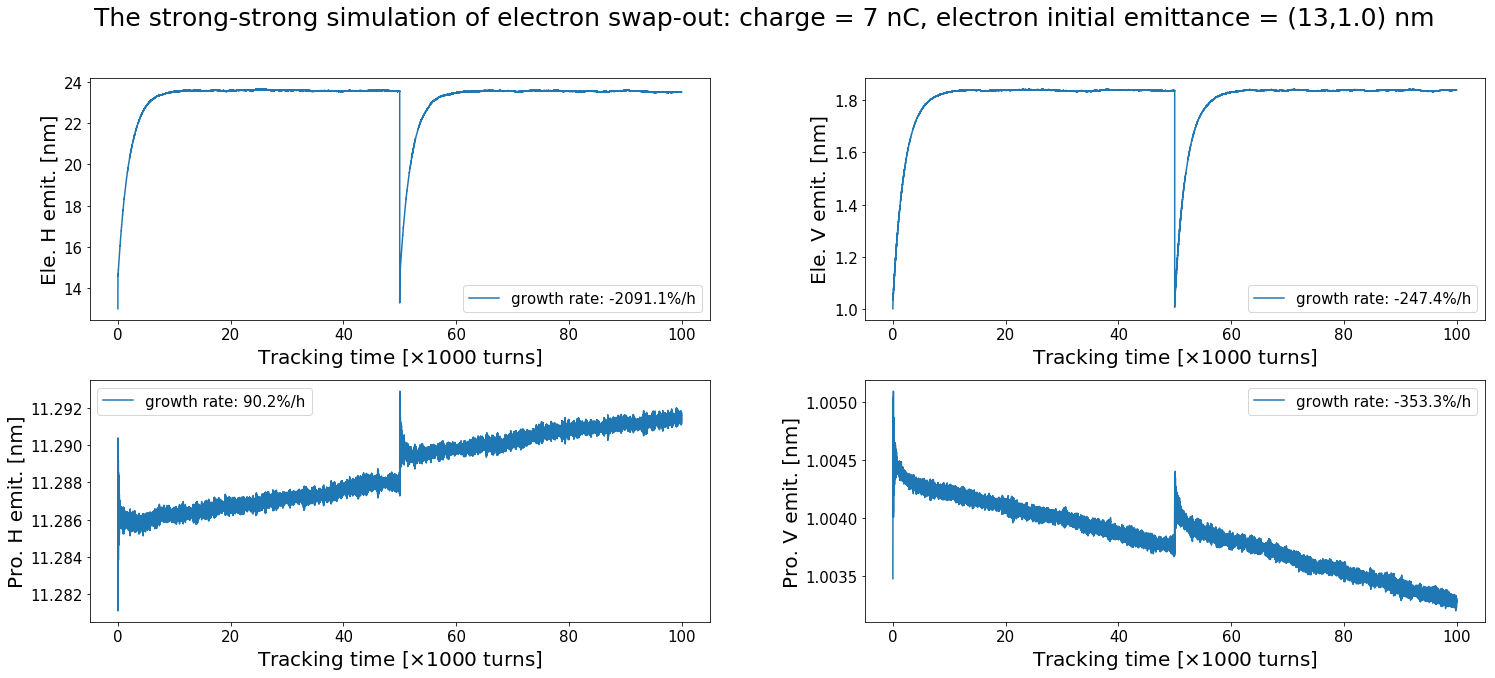 The strong-strong simulation of electron swap-out: charge = 7 nC, electron initial emittance = (13,1.0) nm
Ele. H emit. [nm]
24
22
20
18
16
14
growth rate: -2091.1%/h
0 20 40 60 80 100
Tracking time [×1000 turns]
Ele. V emit. [nm]
1.8
1.6
1.4
1.2
1.0
growth rate: -247.4%/h
0 20 40 60 80 100
Tracking time [×1000 turns]
Pro. H emit. [nm]
growth rate: 90.2%/h
11.292
11.290
11.288
11.286
11.284
11.282
0 20 40 60 80 100
Tracking time [×1000 turns]
Pro. V emit. [nm]
growth rate: -353.3%/h
1.0050
1.0045
1.0040
1.0035
0 20 40 60 80 100
Tracking time [×1000 turns]